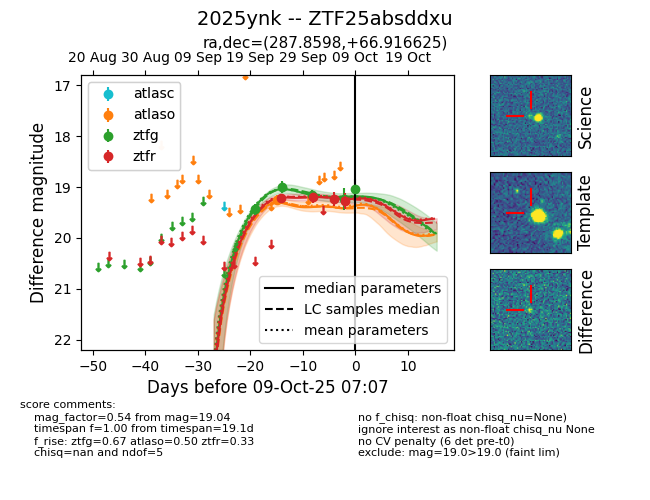 2025ynk -- ZTF25absddxu
ra,dec=(287.8598,+66.916625)
20 Aug 30 Aug 09 Sep 19 Sep 29 Sep 09 Oct 19 Oct
17
18
19
20
21
22
Difference magnitude
atlasc
atlaso
ztfg
ztfr
median parameters
LC samples median
mean parameters
−50 −40 −30 −20 −10 0 10
Days before 09-Oct-25 07:07
Science
Template
Difference
score comments:
mag_factor=0.54 from mag=19.04
timespan f=1.00 from timespan=19.1d
f_rise: ztfg=0.67 atlaso=0.50 ztfr=0.33
chisq=nan and ndof=5
no f_chisq: non-float chisq_nu=None)
ignore interest as non-float chisq_nu None
no CV penalty (6 det pre-t0)
exclude: mag=19.0>19.0 (faint lim)